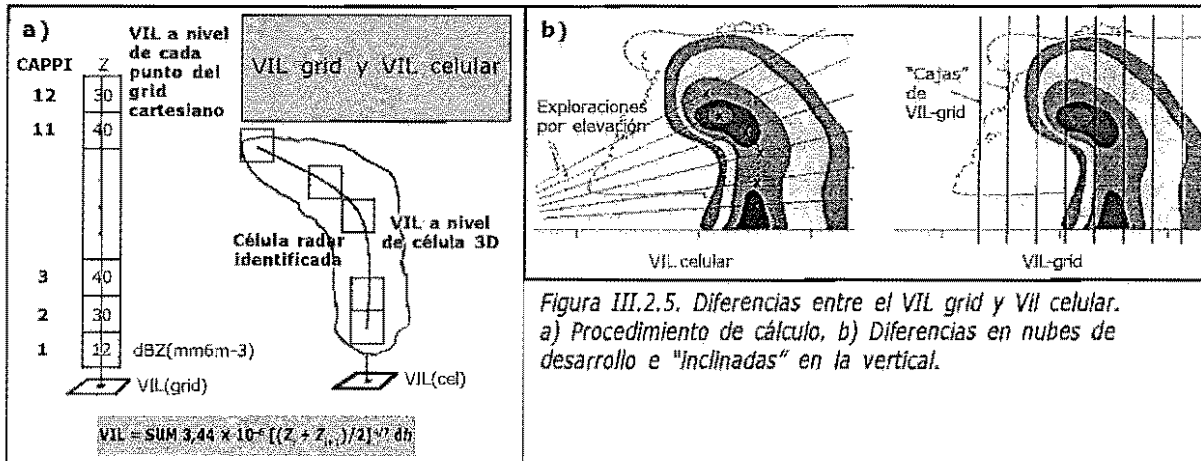 a)
VIL a nivel
de cada
punto del
grid
cartesiano
CAPPI
Z
12
30
11
40
3
40
2
30
1
12
dBZ(mm6m-3)
VIL(grid)
VIL grid y VIL celular
Célula radar
identificada
VIL a nivel
de célula 3D
VIL(cel)
VIL = SUM 3,44 x 10⁻⁶ [(Zᵢ + Zᵢ₊₁)/2]⁴ᐟ⁷ dh
b)
Exploraciones
por elevación
VIL celular
"Cajas"
de
VIL-grid
VIL-grid
Figura III.2.5. Diferencias entre el VIL grid y Vil celular.
a) Procedimiento de cálculo, b) Diferencias en nubes de
desarrollo e "inclinadas" en la vertical.